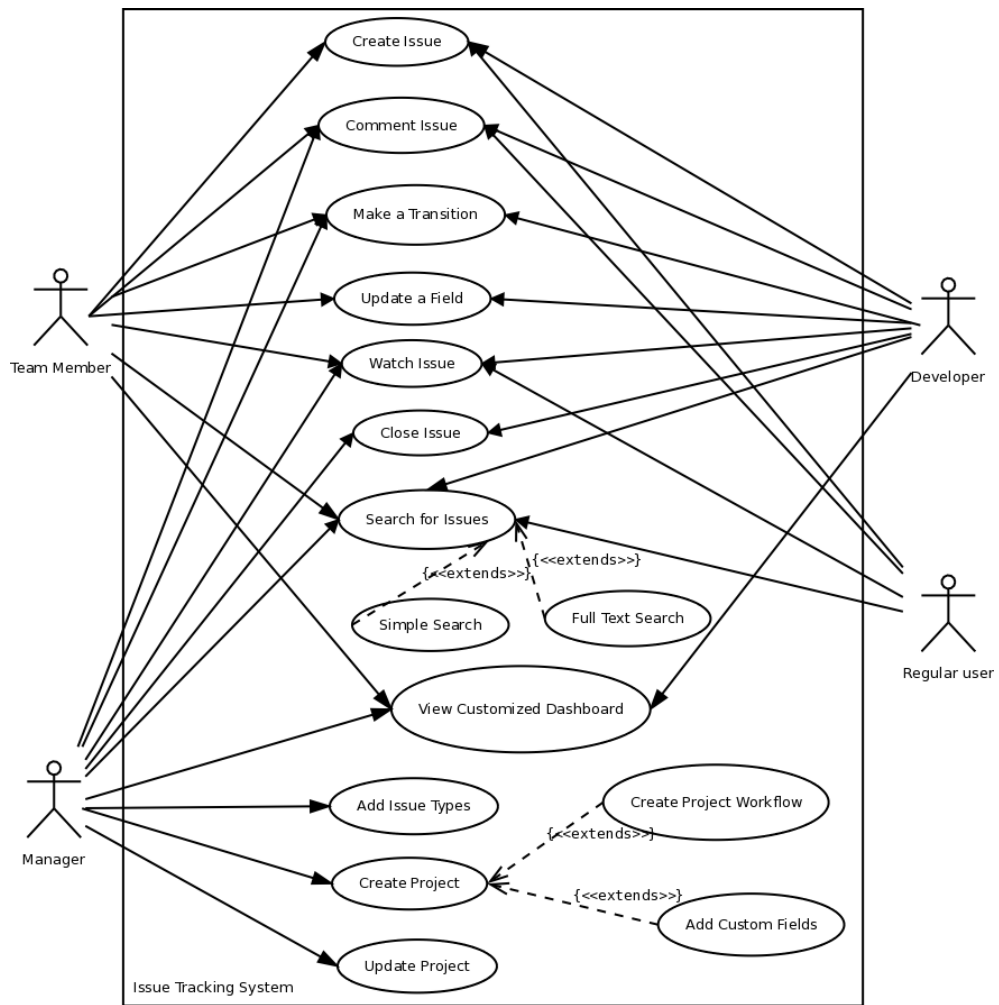 Create Issue
Comment Issue
Make a Transition
Team Member
Update a Field
Developer
Watch Issue
Close Issue
Search for Issues
{<<extends>>}
{<<extends>>}
Simple Search
Full Text Search
Regular user
View Customized Dashboard
Manager
Add Issue Types
Create Project Workflow
{<<extends>>}
Create Project
{<<extends>>}
Add Custom Fields
Update Project
Issue Tracking System